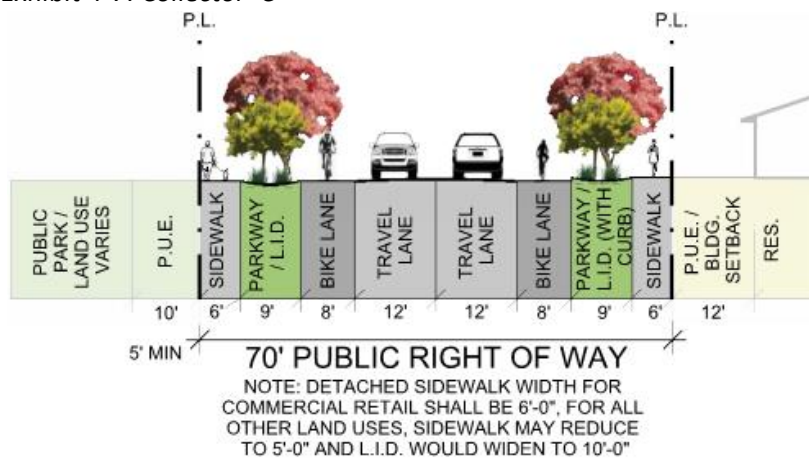 P.L.
P.L.
PUBLIC
PARK /
LAND USE
VARIES
P.U.E.
SIDEWALK
PARKWAY
/ L.I.D.
BIKE LANE
TRAVEL
LANE
TRAVEL
LANE
BIKE LANE
PARKWAY /
L.I.D. (WITH
CURB)
SIDEWALK
P.U.E. /
BLDG.
SETBACK
RES.
10' 6' 9' 8' 12' 12' 8' 9' 6' 12'
5' MIN
70' PUBLIC RIGHT OF WAY
NOTE: DETACHED SIDEWALK WIDTH FOR
COMMERCIAL RETAIL SHALL BE 6'-0", FOR ALL
OTHER LAND USES, SIDEWALK MAY REDUCE
TO 5'-0" AND L.I.D. WOULD WIDEN TO 10'-0"